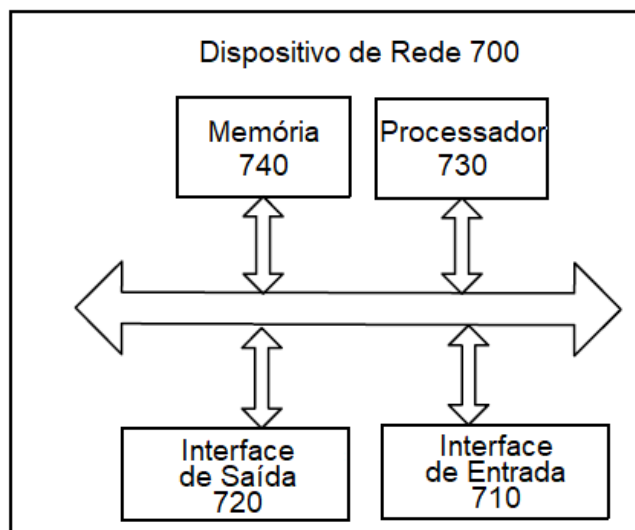 Dispositivo de Rede 700
Memória
740
Processador
730
Interface
de Saída
720
Interface
de Entrada
710